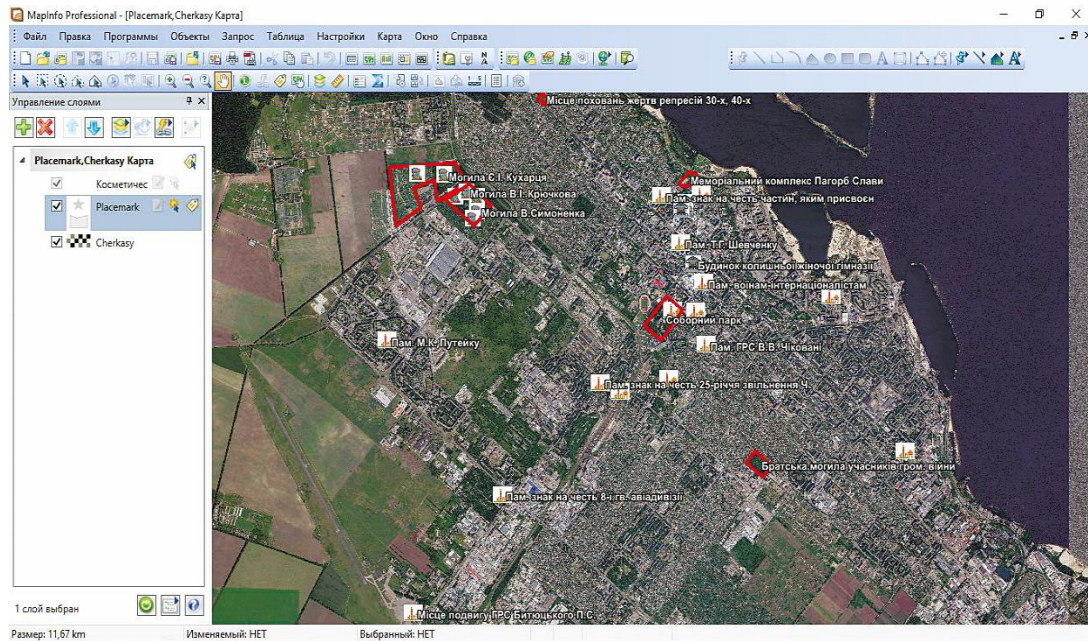 MapInfo Professional - [Placemark,Cherkasy Карта]
Файл Правка Программы Объекты Запрос Таблица Настройки Карта Окно Справка
Управление слоями
Placemark,Cherkasy Карта
Косметичес
Placemark
Cherkasy
1 слой выбран
Місце поховань жертв репресій 30-х, 40-х
Могила Є.І. Кухарця
Могила В.І. Крючкова
Могила В.Симоненка
Меморіальний комплекс Пагорб Слави
Пам. знак на честь частин, яким присвоєн
Пам. Т.Г. Шевченку
Будинок колишньої жіночої гімназії
Пам. воїнам-інтернаціоналістам
Соборний парк
Пам. М.К. Путейку
Пам. ГРС В.В. Чіковані
Пам. знак на честь 25-річчя звільнення Ч.
Братська могила учасників гром. війни
Пам. знак на честь 8-ї гв. авіадивізії
Місце подвигу ГРС Битюцького П.С.
Размер: 11,67 km Изменяемый: НЕТ Выбранный: НЕТ